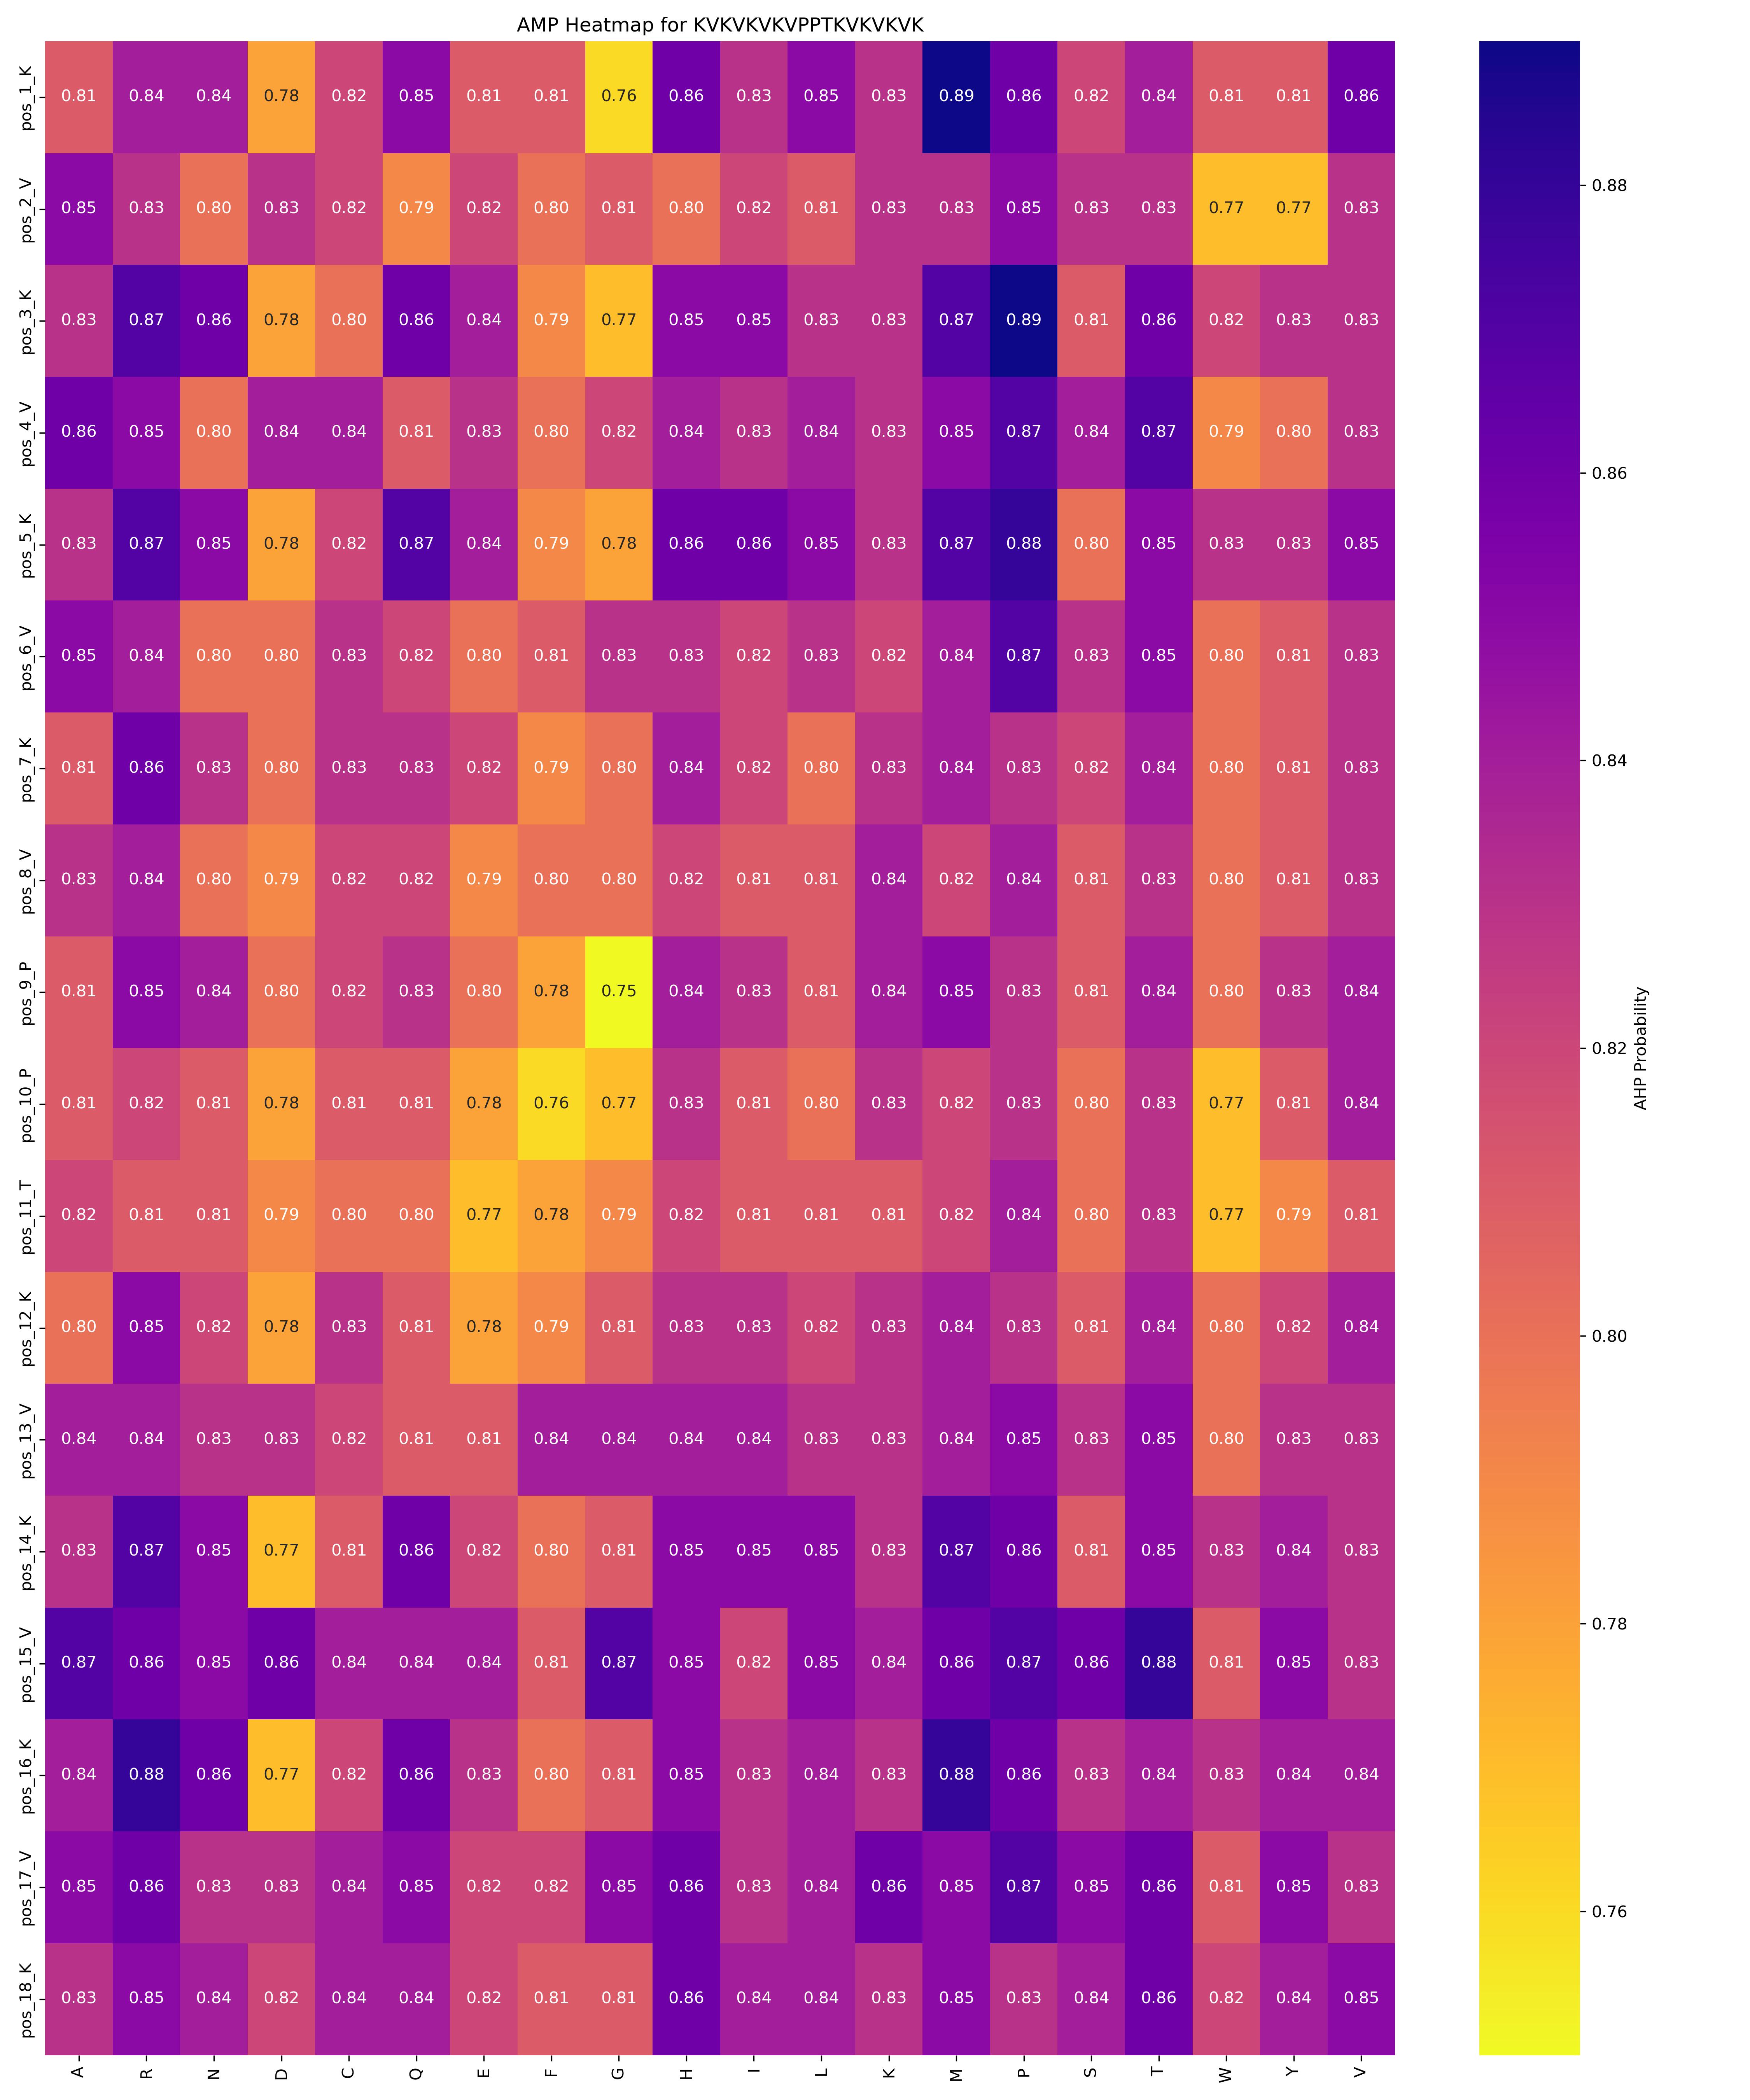 AMP Heatmap for KVKVKVKVPPTKVKVKVK
pos_1_K 0.81 0.84 0.84 0.78 0.82 0.85 0.81 0.81 0.76 0.86 0.83 0.85 0.83 0.89 0.86 0.82 0.84 0.81 0.81 0.86
pos_2_V 0.85 0.83 0.80 0.83 0.82 0.79 0.82 0.80 0.81 0.80 0.82 0.81 0.83 0.83 0.85 0.83 0.83 0.77 0.77 0.83
pos_3_K 0.83 0.87 0.86 0.78 0.80 0.86 0.84 0.79 0.77 0.85 0.85 0.83 0.83 0.87 0.89 0.81 0.86 0.82 0.83 0.83
pos_4_V 0.86 0.85 0.80 0.84 0.84 0.81 0.83 0.80 0.82 0.84 0.83 0.84 0.83 0.85 0.87 0.84 0.87 0.79 0.80 0.83
pos_5_K 0.83 0.87 0.85 0.78 0.82 0.87 0.84 0.79 0.78 0.86 0.86 0.85 0.83 0.87 0.88 0.80 0.85 0.83 0.83 0.85
pos_6_V 0.85 0.84 0.80 0.80 0.83 0.82 0.80 0.81 0.83 0.83 0.82 0.83 0.82 0.84 0.87 0.83 0.85 0.80 0.81 0.83
pos_7_K 0.81 0.86 0.83 0.80 0.83 0.83 0.82 0.79 0.80 0.84 0.82 0.80 0.83 0.84 0.83 0.82 0.84 0.80 0.81 0.83
pos_8_V 0.83 0.84 0.80 0.79 0.82 0.82 0.79 0.80 0.80 0.82 0.81 0.81 0.84 0.82 0.84 0.81 0.83 0.80 0.81 0.83
pos_9_P 0.81 0.85 0.84 0.80 0.82 0.83 0.80 0.78 0.75 0.84 0.83 0.81 0.84 0.85 0.83 0.81 0.84 0.80 0.83 0.84
pos_10_P 0.81 0.82 0.81 0.78 0.81 0.81 0.78 0.76 0.77 0.83 0.81 0.80 0.83 0.82 0.83 0.80 0.83 0.77 0.81 0.84
pos_11_T 0.82 0.81 0.81 0.79 0.80 0.80 0.77 0.78 0.79 0.82 0.81 0.81 0.81 0.82 0.84 0.80 0.83 0.77 0.79 0.81
pos_12_K 0.80 0.85 0.82 0.78 0.83 0.81 0.78 0.79 0.81 0.83 0.83 0.82 0.83 0.84 0.83 0.81 0.84 0.80 0.82 0.84
pos_13_V 0.84 0.84 0.83 0.83 0.82 0.81 0.81 0.84 0.84 0.84 0.84 0.83 0.83 0.84 0.85 0.83 0.85 0.80 0.83 0.83
pos_14_K 0.83 0.87 0.85 0.77 0.81 0.86 0.82 0.80 0.81 0.85 0.85 0.85 0.83 0.87 0.86 0.81 0.85 0.83 0.84 0.83
pos_15_V 0.87 0.86 0.85 0.86 0.84 0.84 0.84 0.81 0.87 0.85 0.82 0.85 0.84 0.86 0.87 0.86 0.88 0.81 0.85 0.83
pos_16_K 0.84 0.88 0.86 0.77 0.82 0.86 0.83 0.80 0.81 0.85 0.83 0.84 0.83 0.88 0.86 0.83 0.84 0.83 0.84 0.84
pos_17_V 0.85 0.86 0.83 0.83 0.84 0.85 0.82 0.82 0.85 0.86 0.83 0.84 0.86 0.85 0.87 0.85 0.86 0.81 0.85 0.83
pos_18_K 0.83 0.85 0.84 0.82 0.84 0.84 0.82 0.81 0.81 0.86 0.84 0.84 0.83 0.85 0.83 0.84 0.86 0.82 0.84 0.85
A R N D C Q E F G H I L K M P S T W Y V
0.88
0.86
0.84
0.82
0.80
0.78
0.76
AHP Probability